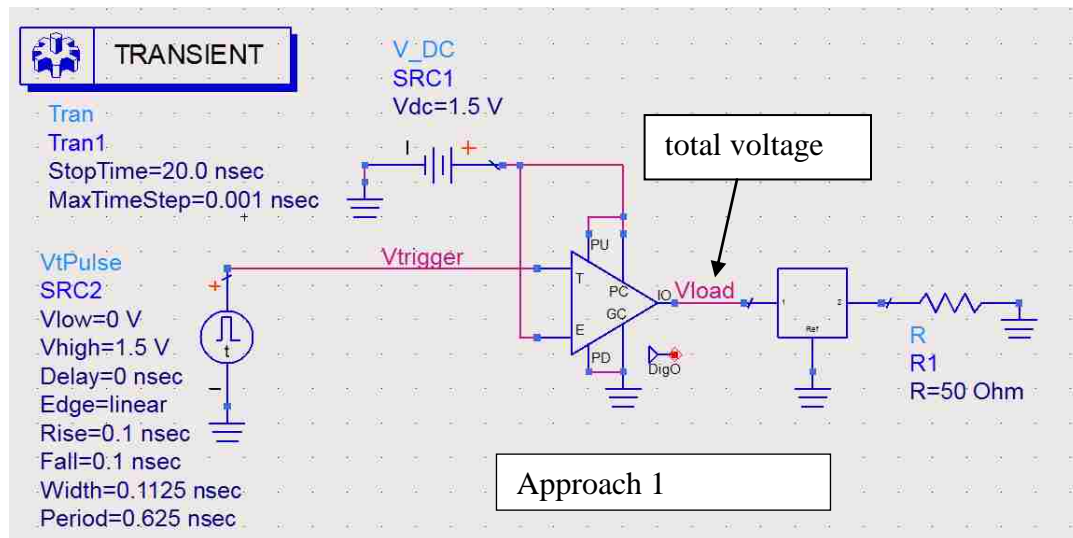 TRANSIENT
Tran
Tran1
StopTime=20.0 nsec
MaxTimeStep=0.001 nsec
V_DC
SRC1
Vdc=1.5 V
total voltage
VtPulse
SRC2
Vlow=0 V
Vhigh=1.5 V
Delay=0 nsec
Edge=linear
Rise=0.1 nsec
Fall=0.1 nsec
Width=0.1125 nsec
Period=0.625 nsec
t
Vtrigger
PU
T
PC
IO
GC
E
PD
DigO
Vload
1
2
Ref
R
R1
R=50 Ohm
Approach 1